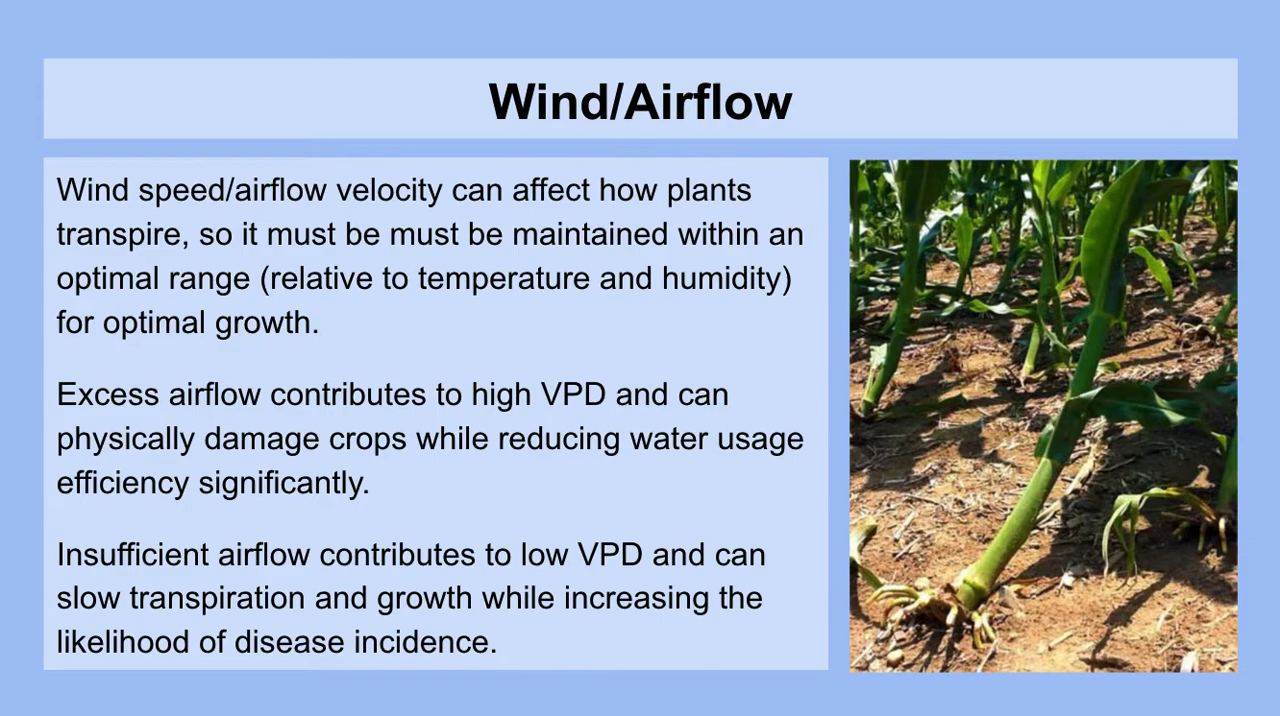 Wind/Airflow
Wind speed/airflow velocity can affect how plants
transpire, so it must be must be maintained within an
optimal range (relative to temperature and humidity)
for optimal growth.
Excess airflow contributes to high VPD and can
physically damage crops while reducing water usage
efficiency significantly.
Insufficient airflow contributes to low VPD and can
slow transpiration and growth while increasing the
likelihood of disease incidence.